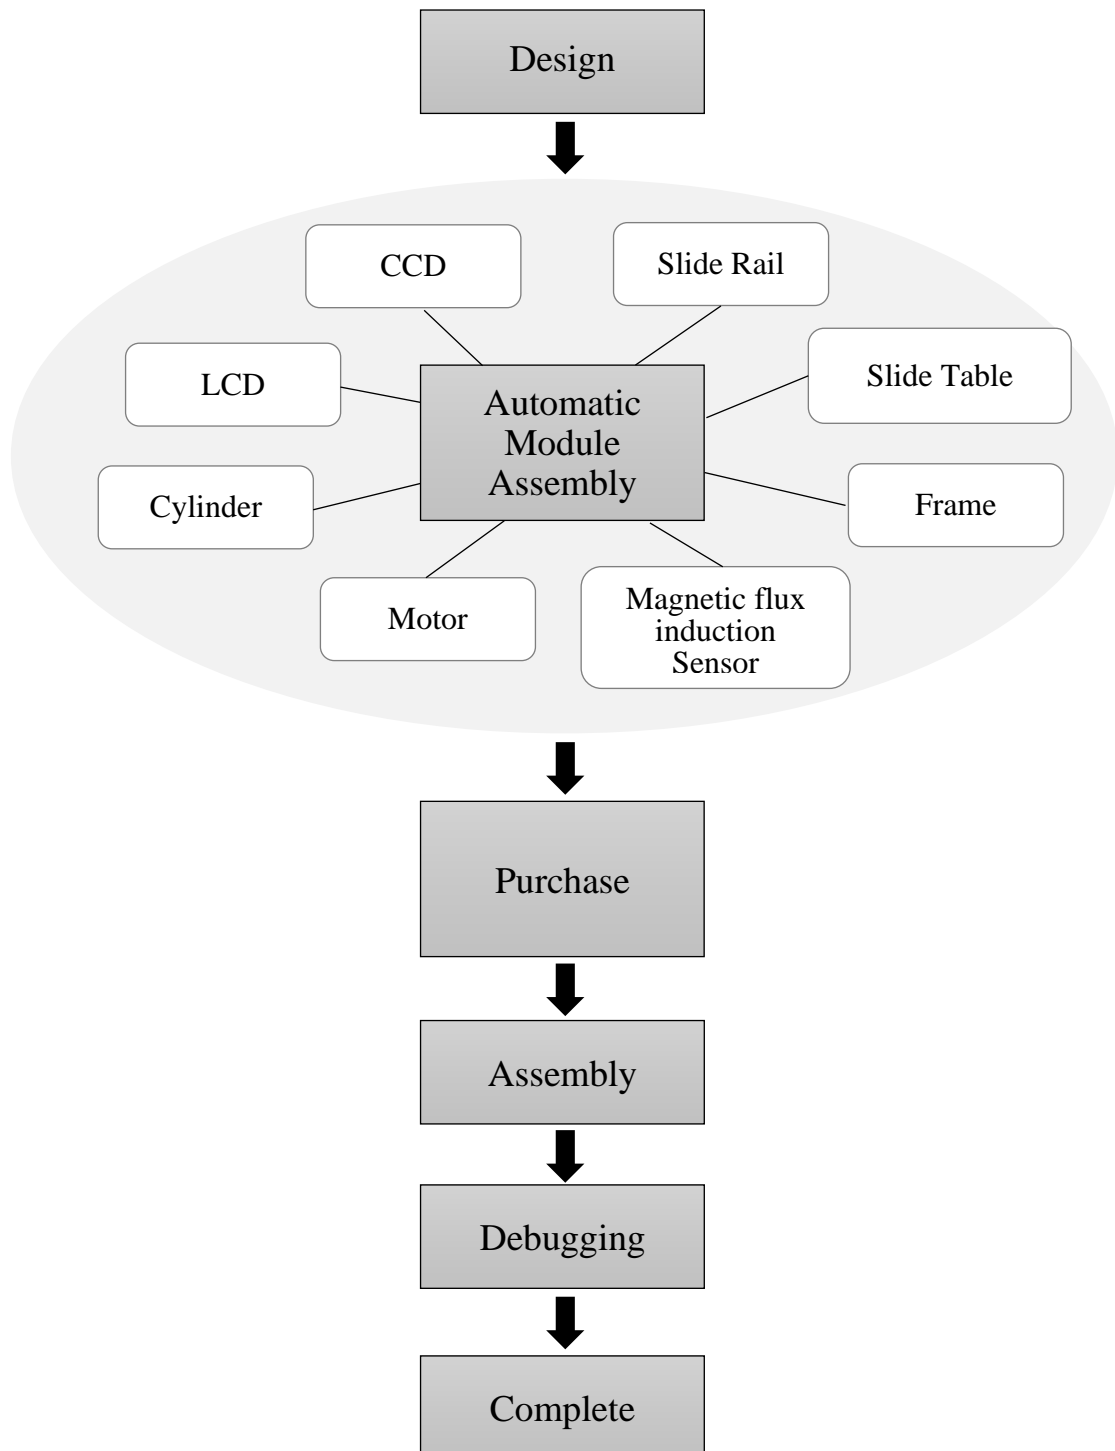 Design
CCD
Slide Rail
LCD
Slide Table
Automatic
Module
Assembly
Cylinder
Frame
Motor
Magnetic flux
induction
Sensor
Purchase
Assembly
Debugging
Complete